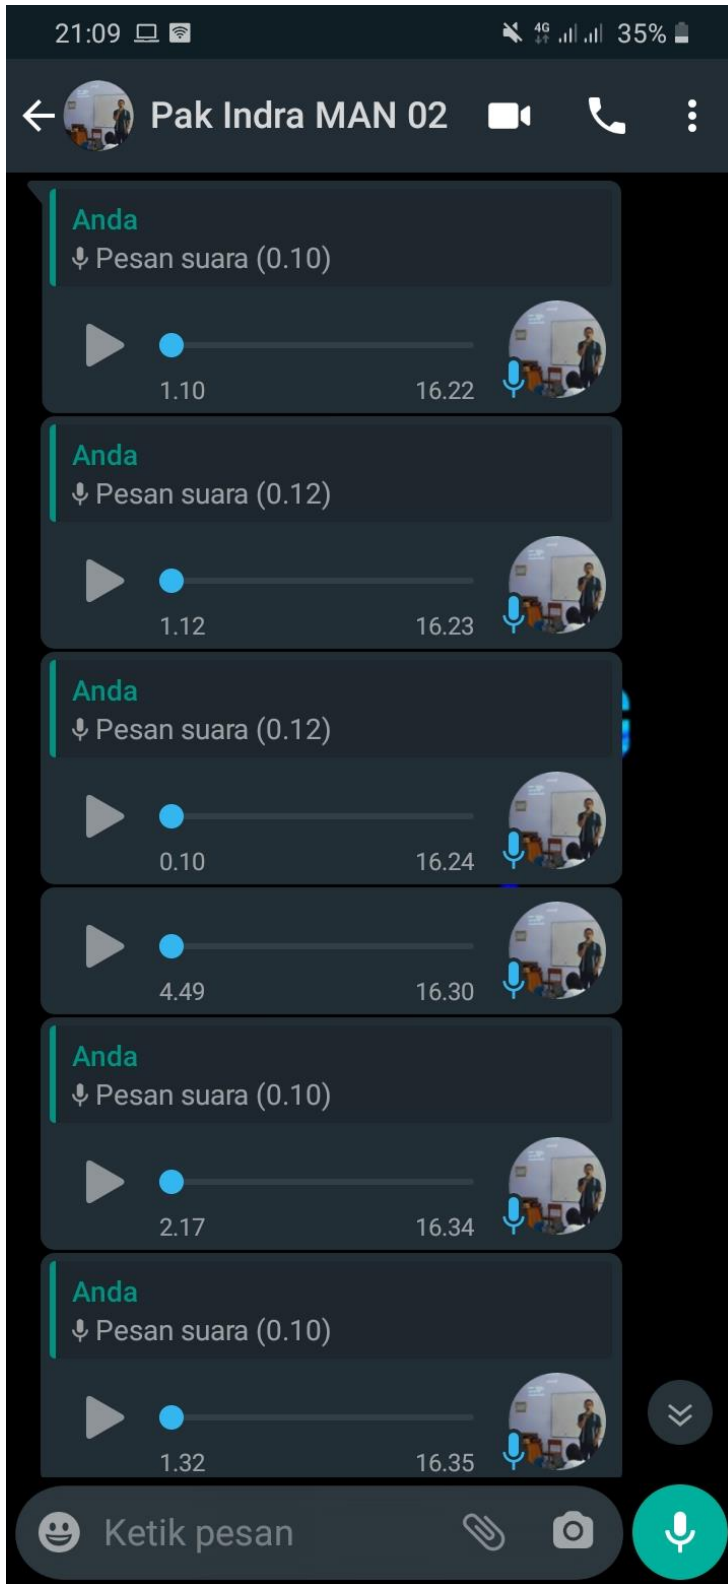 21:09 4G 35%
Pak Indra MAN 02
Anda
Pesan suara (0.10)
1.10 16.22
Anda
Pesan suara (0.12)
1.12 16.23
Anda
Pesan suara (0.12)
0.10 16.24
4.49 16.30
Anda
Pesan suara (0.10)
2.17 16.34
Anda
Pesan suara (0.10)
1.32 16.35
Ketik pesan